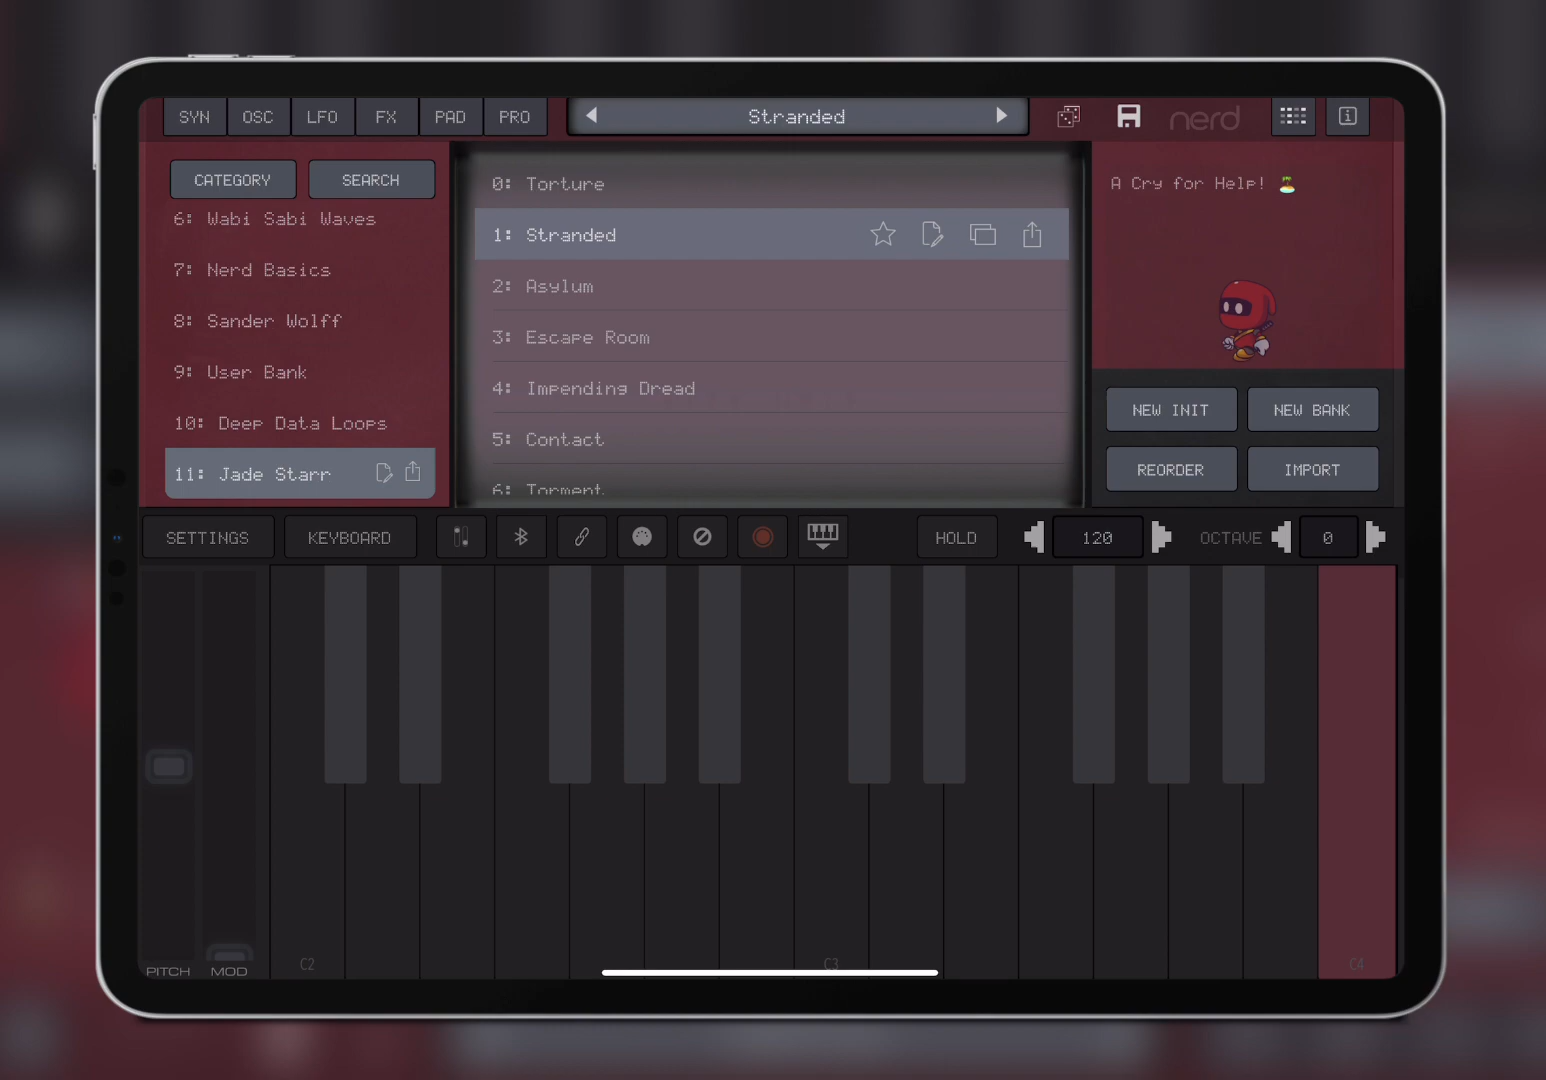 SYN OSC LFO FX PAD PRO Stranded nerd
CATEGORY SEARCH
6: Wabi Sabi Waves
7: Nerd Basics
8: Sander Wolff
9: User Bank
10: Deep Data Loops
11: Jade Starr
0: Torture
1: Stranded
2: Asylum
3: Escape Room
4: Impending Dread
5: Contact
6: Torment
A Cry for Help! 🏝️
NEW INIT NEW BANK
REORDER IMPORT
SETTINGS KEYBOARD HOLD 120 OCTAVE 0
C2 C3 C4
PITCH MOD